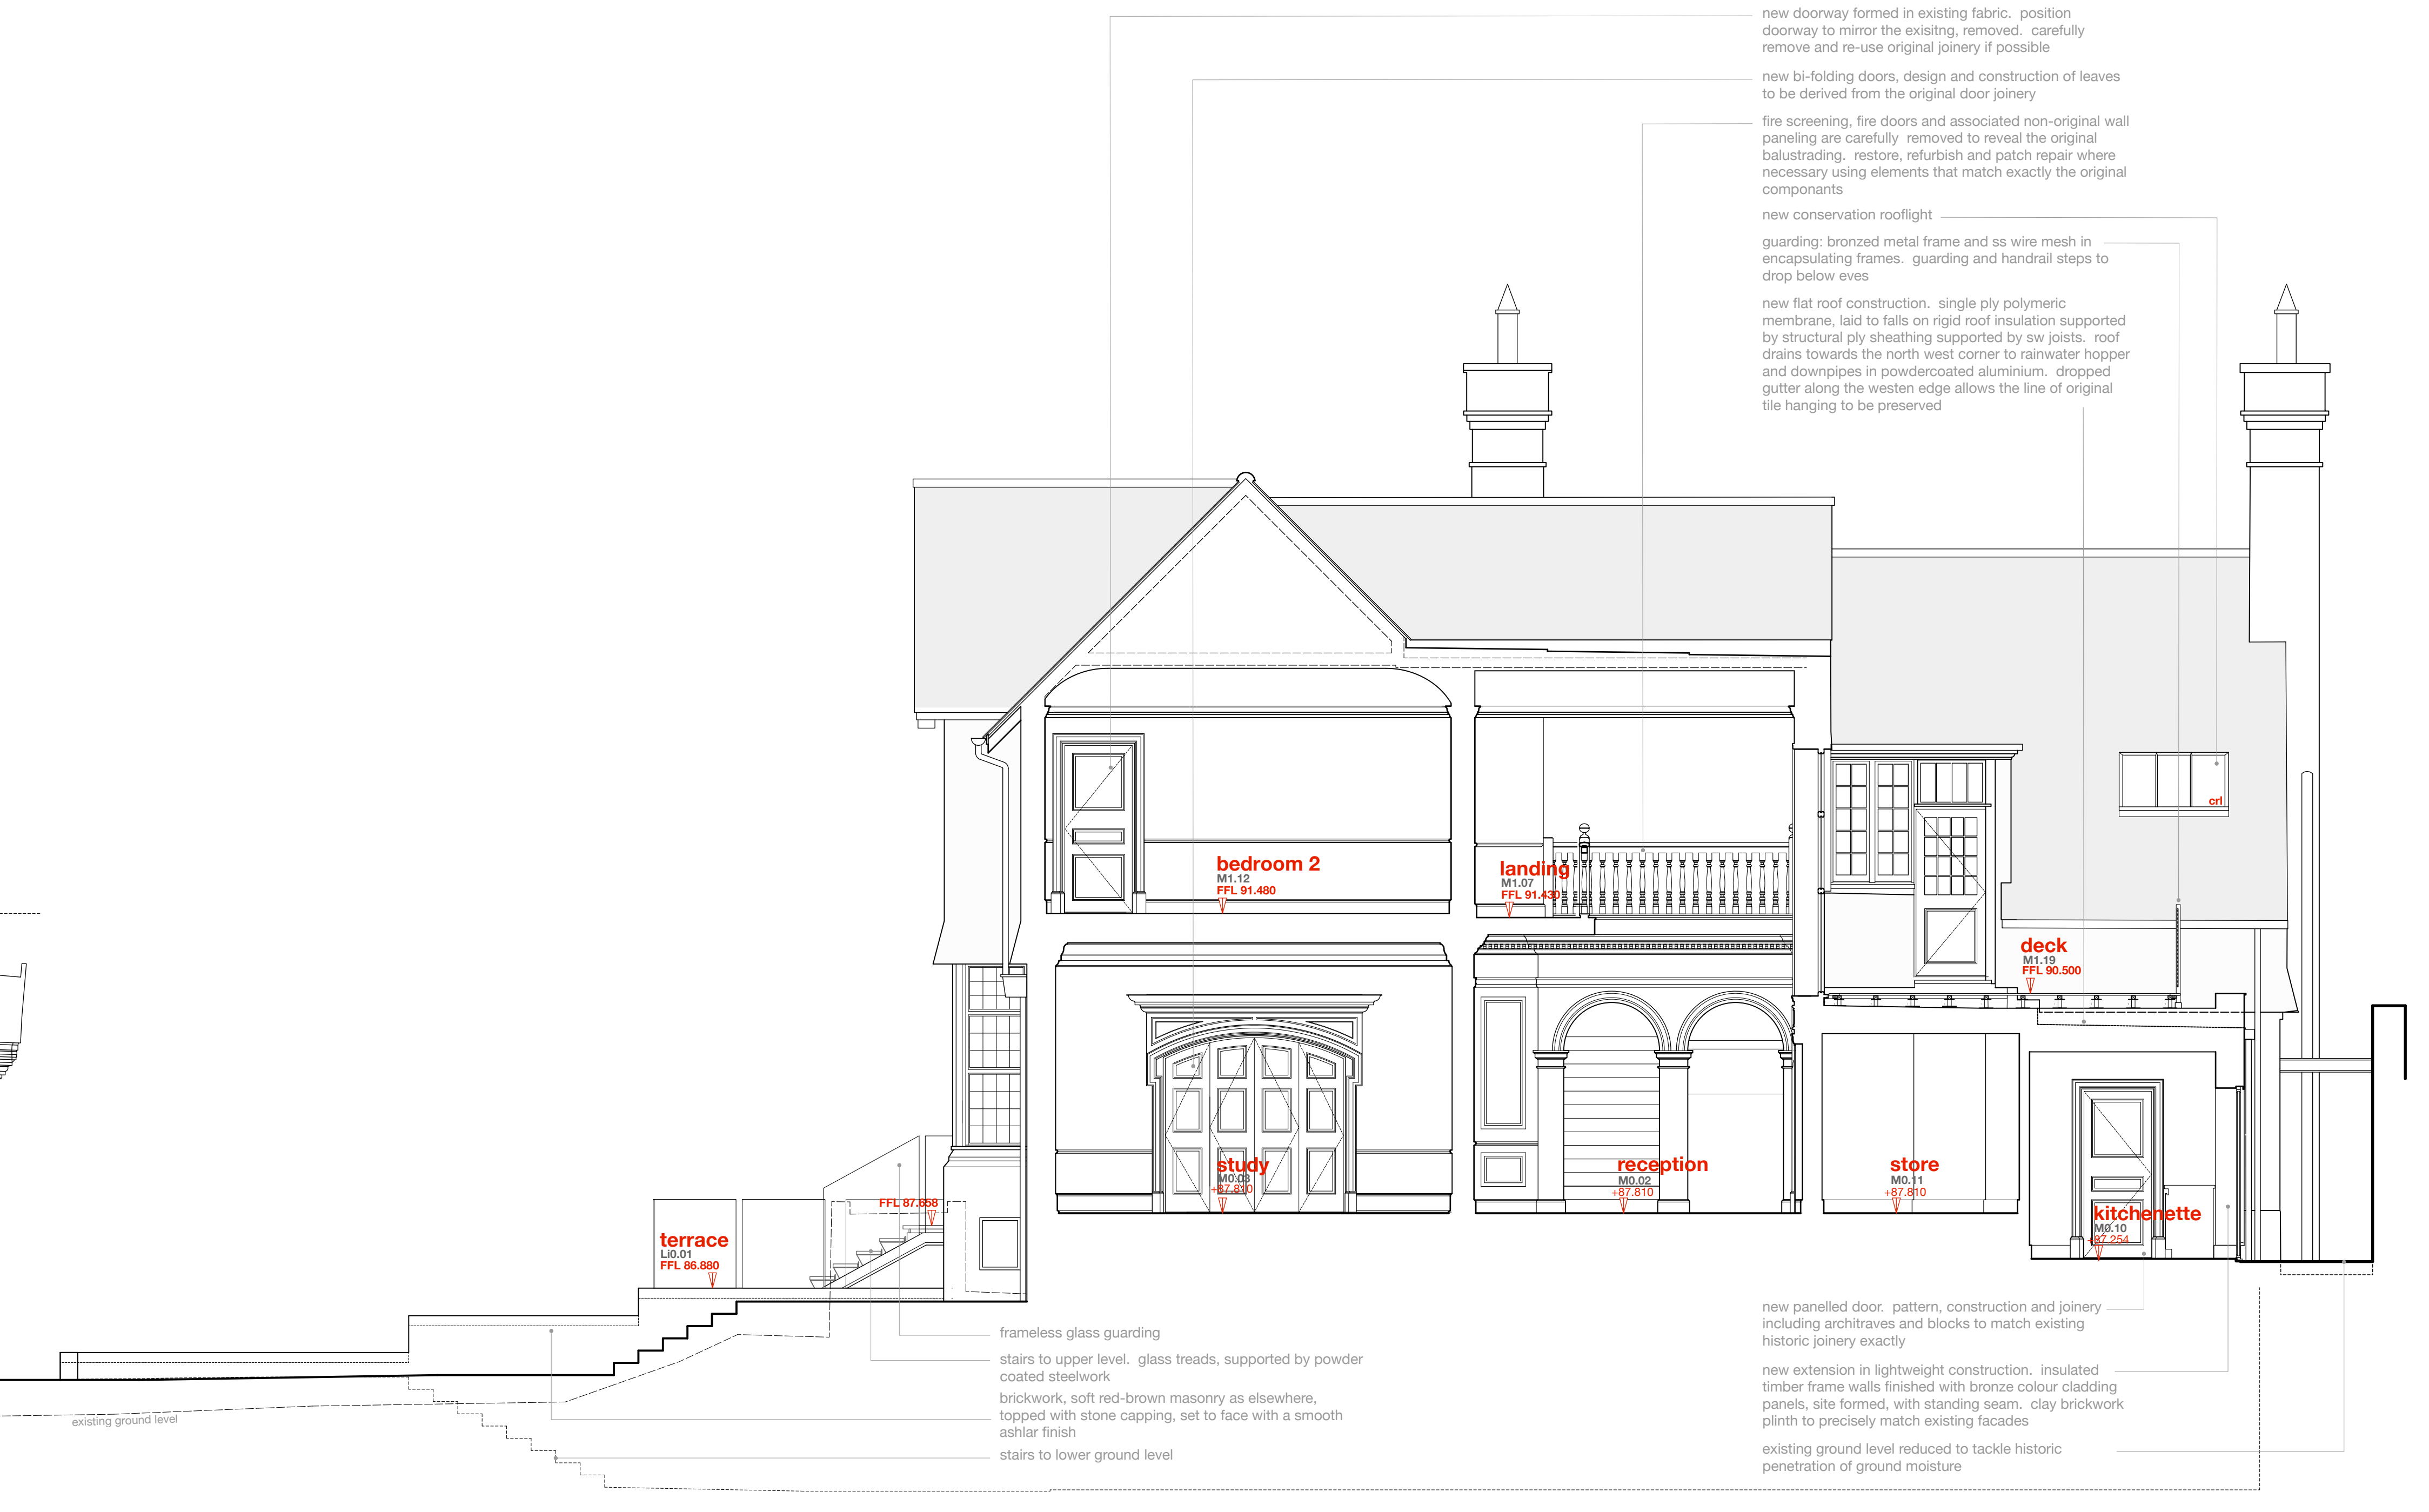 new doorway formed in existing fabric.  position
doorway to mirror the exisitng, removed.  carefully
remove and re-use original joinery if possible
new bi-folding doors, design and construction of leaves
to be derived from the original door joinery
fire screening, fire doors and associated non-original wall
paneling are carefully  removed to reveal the original
balustrading.  restore, refurbish and patch repair where
necessary using elements that match exactly the original
componants
new conservation rooflight
guarding: bronzed metal frame and ss wire mesh in
encapsulating frames.  guarding and handrail steps to
drop below eves
new flat roof construction.  single ply polymeric
membrane, laid to falls on rigid roof insulation supported
by structural ply sheathing supported by sw joists.  roof
drains towards the north west corner to rainwater hopper
and downpipes in powdercoated aluminium.  dropped
gutter along the westen edge allows the line of original
tile hanging to be preserved
crl
bedroom 2
M1.12
FFL 91.480
landing
M1.07
FFL 91.430
deck
M1.19
FFL 90.500
study
M0.03
+87.810
reception
M0.02
+87.810
store
M0.11
+87.810
kitchenette
M0.10
+87.254
FFL 87.658
terrace
Li0.01
FFL 86.880
existing ground level
frameless glass guarding
stairs to upper level.  glass treads, supported by powder
coated steelwork
brickwork, soft red-brown masonry as elsewhere,
topped with stone capping, set to face with a smooth
ashlar finish
stairs to lower ground level
new panelled door.  pattern, construction and joinery
including architraves and blocks to match existing
historic joinery exactly
new extension in lightweight construction.  insulated
timber frame walls finished with bronze colour cladding
panels, site formed, with standing seam.  clay brickwork
plinth to precisely match existing facades
existing ground level reduced to tackle historic
penetration of ground moisture